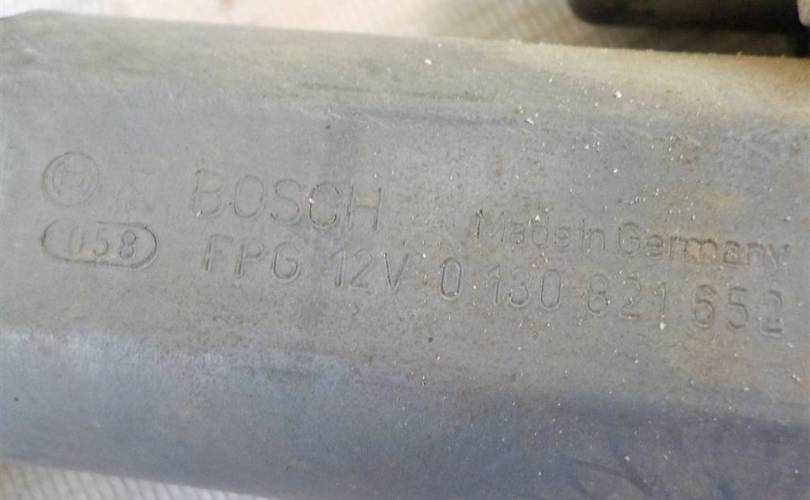 BOSCH
Made in Germany
058
FPG 12V 0 130 821 652